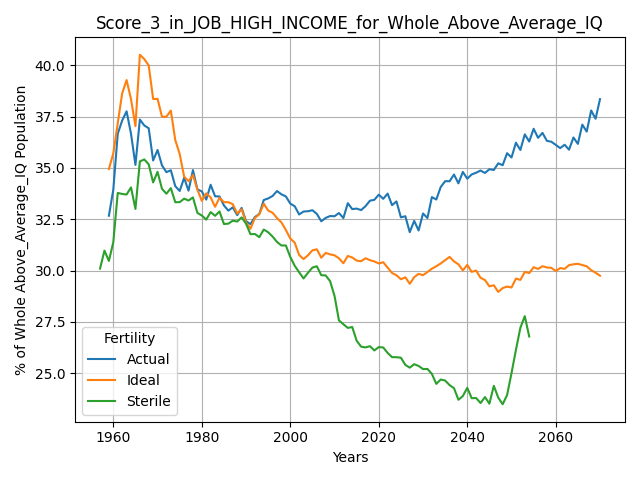 Score_3_in_JOB_HIGH_INCOME_for_Whole_Above_Average_IQ
% of Whole Above_Average_IQ Population
40.0
37.5
35.0
32.5
30.0
27.5
25.0
Fertility
Actual
Ideal
Sterile
1960 1980 2000 2020 2040 2060
Years